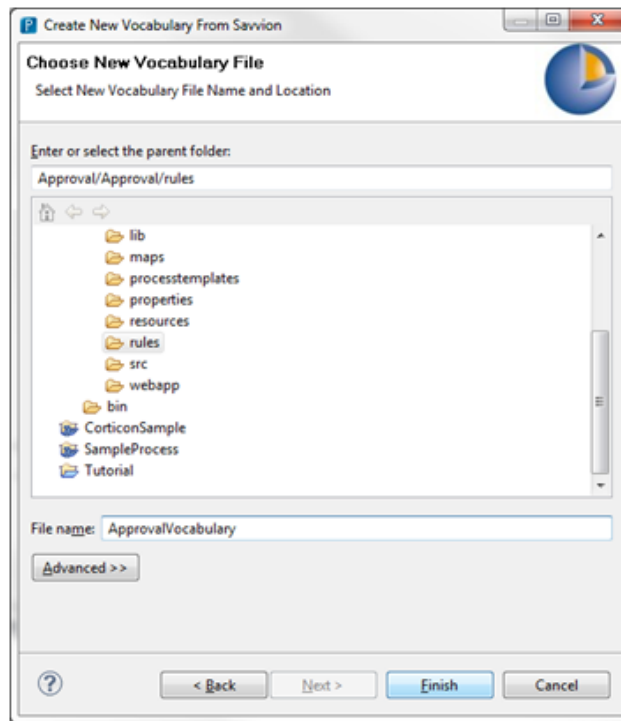 Create New Vocabulary From Savvion
Choose New Vocabulary File
Select New Vocabulary File Name and Location
Enter or select the parent folder:
Approval/Approval/rules
lib
maps
processtemplates
properties
resources
rules
src
webapp
bin
CorticonSample
SampleProcess
Tutorial
File name: ApprovalVocabulary
Advanced >>
< Back Next > Finish Cancel